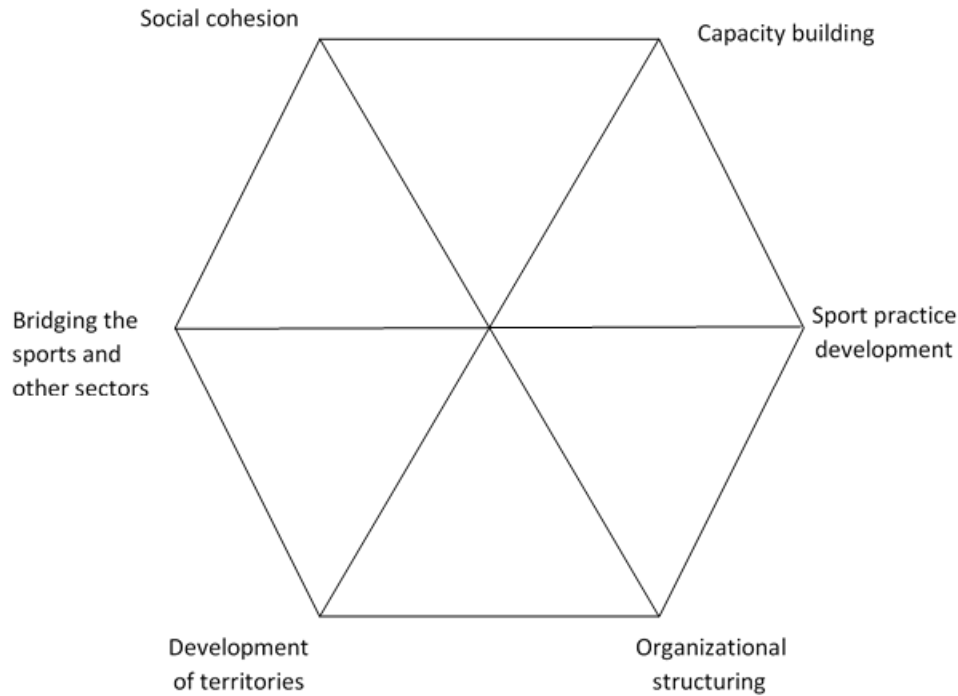 Social cohesion
Capacity building
Bridging the
sports and
other sectors
Sport practice
development
Development
of territories
Organizational
structuring